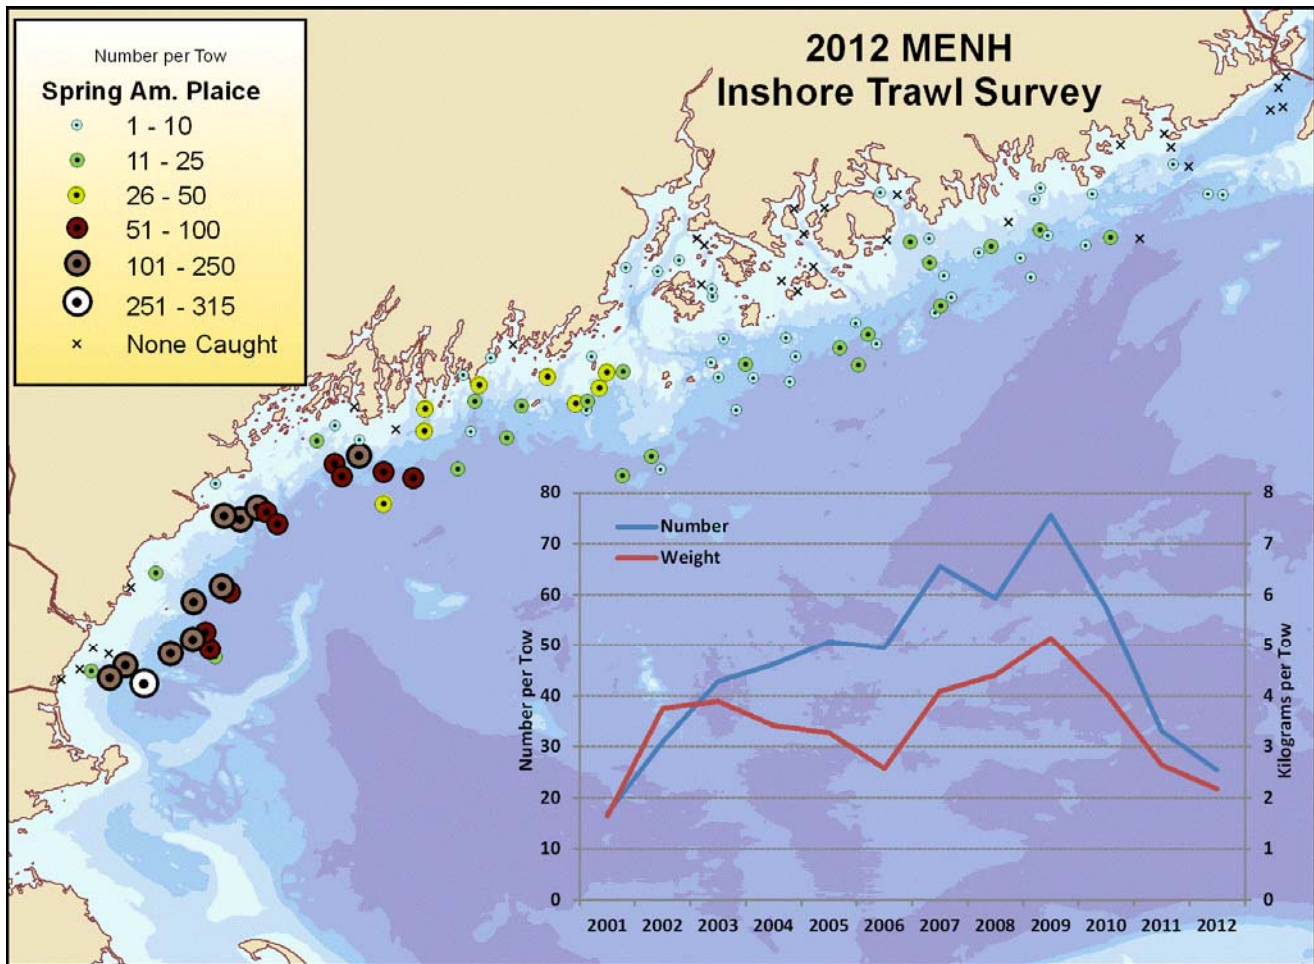 Number per Tow
Spring Am. Plaice
1 - 10
11 - 25
26 - 50
51 - 100
101 - 250
251 - 315
None Caught
2012 MENH
Inshore Trawl Survey
Number
Weight
Number per Tow
80
70
60
50
40
30
20
10
0
8
7
6
5
4
3
2
1
0
Kilograms per Tow
2001 2002 2003 2004 2005 2006 2007 2008 2009 2010 2011 2012